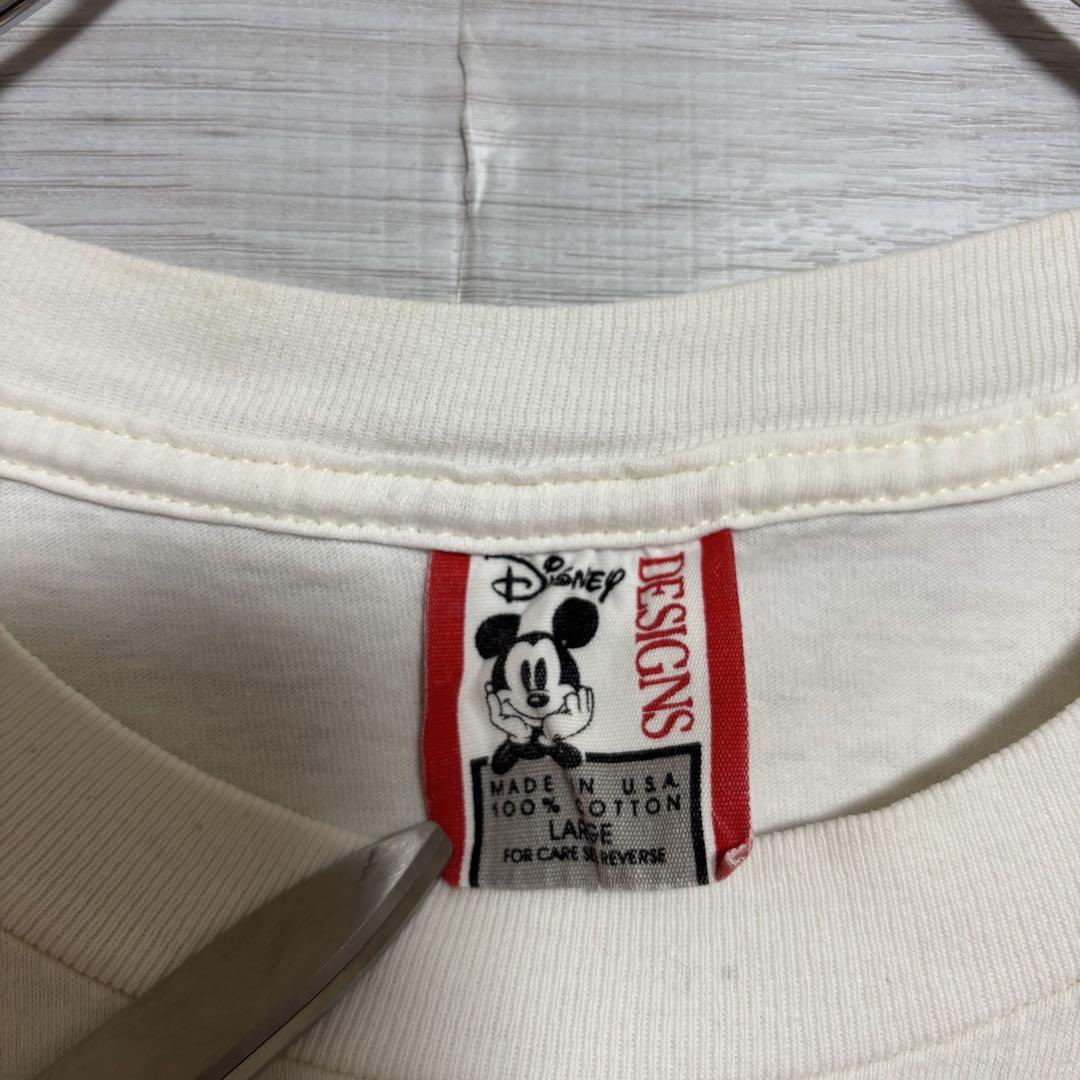 Disney
DESIGNS
MADE IN U.S.A.
100% COTTON
LARGE
FOR CARE SEE REVERSE